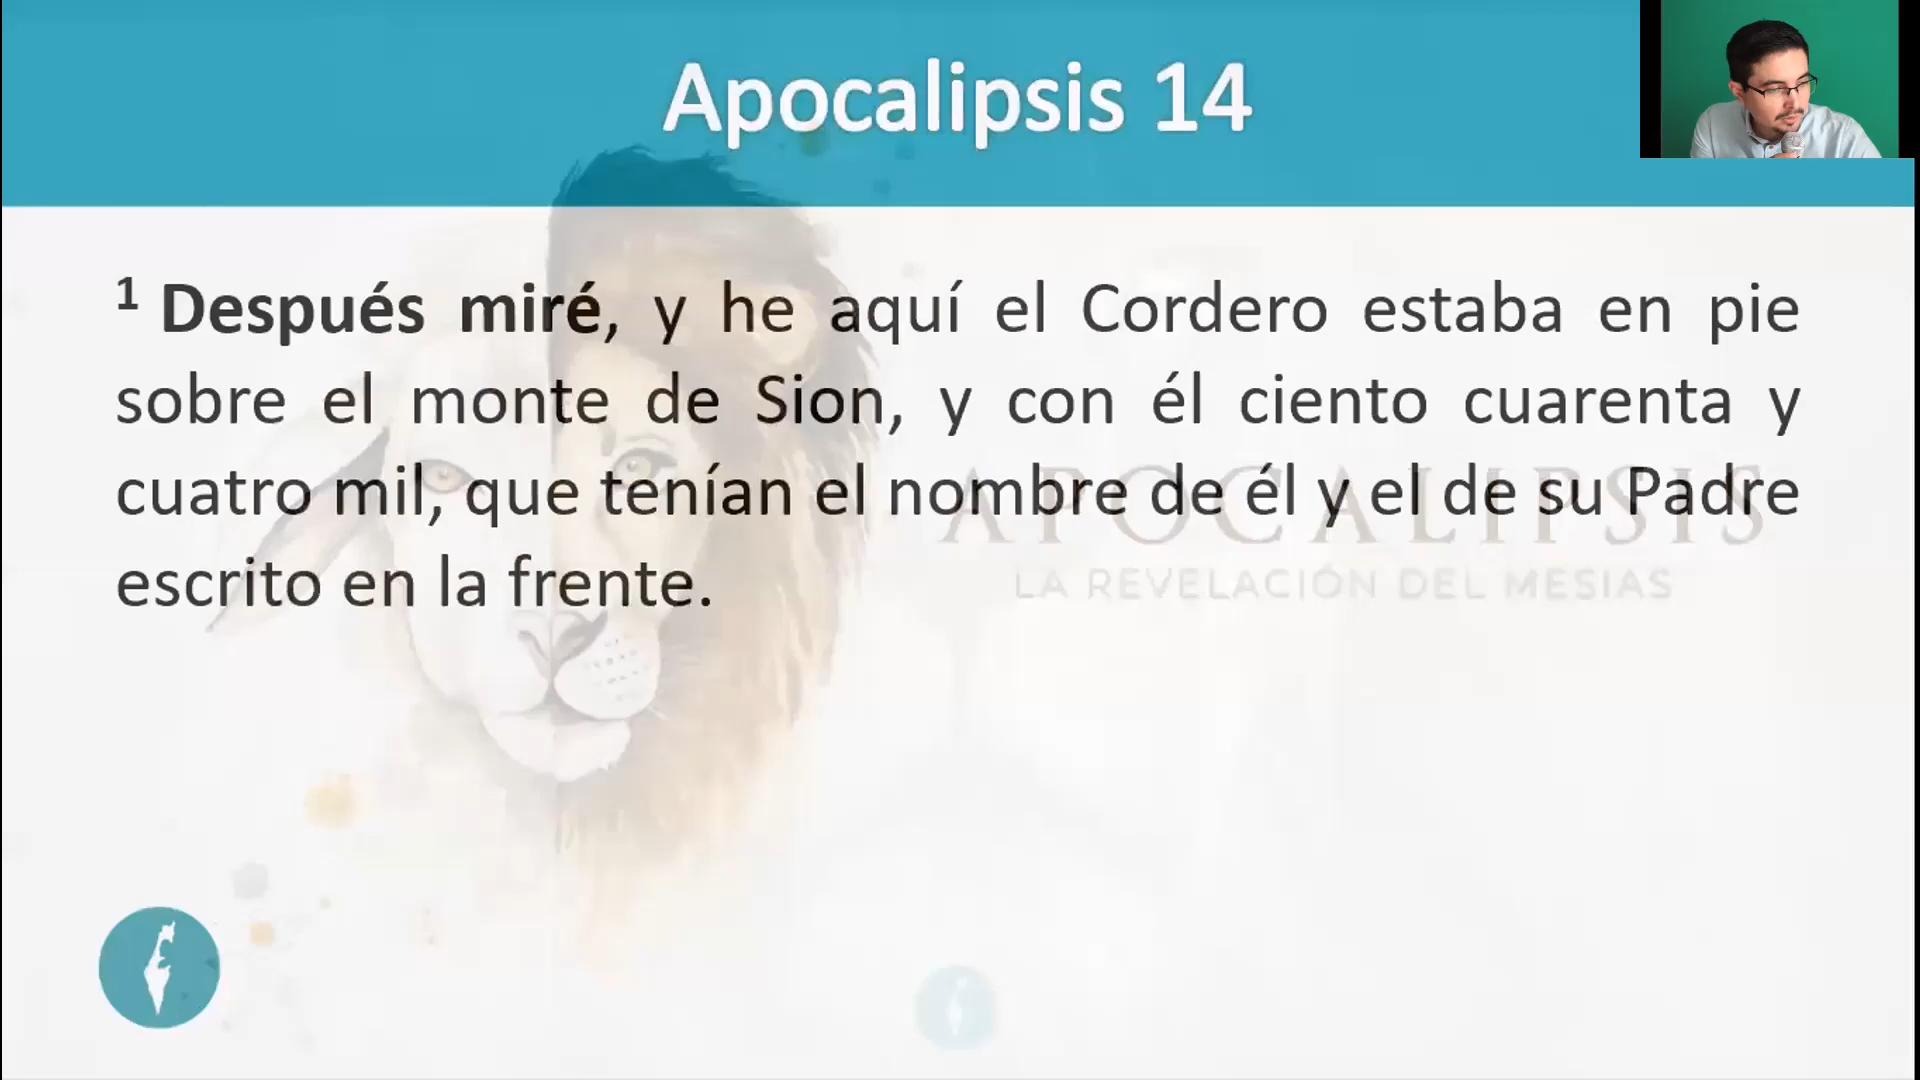 Apocalipsis 14
1 Después miré, y he aquí el Cordero estaba en pie
sobre el monte de Sion, y con él ciento cuarenta y
cuatro mil, que tenían el nombre de él y el de su Padre
escrito en la frente.
APOCALIPSIS
LA REVELACIÓN DEL MESIAS